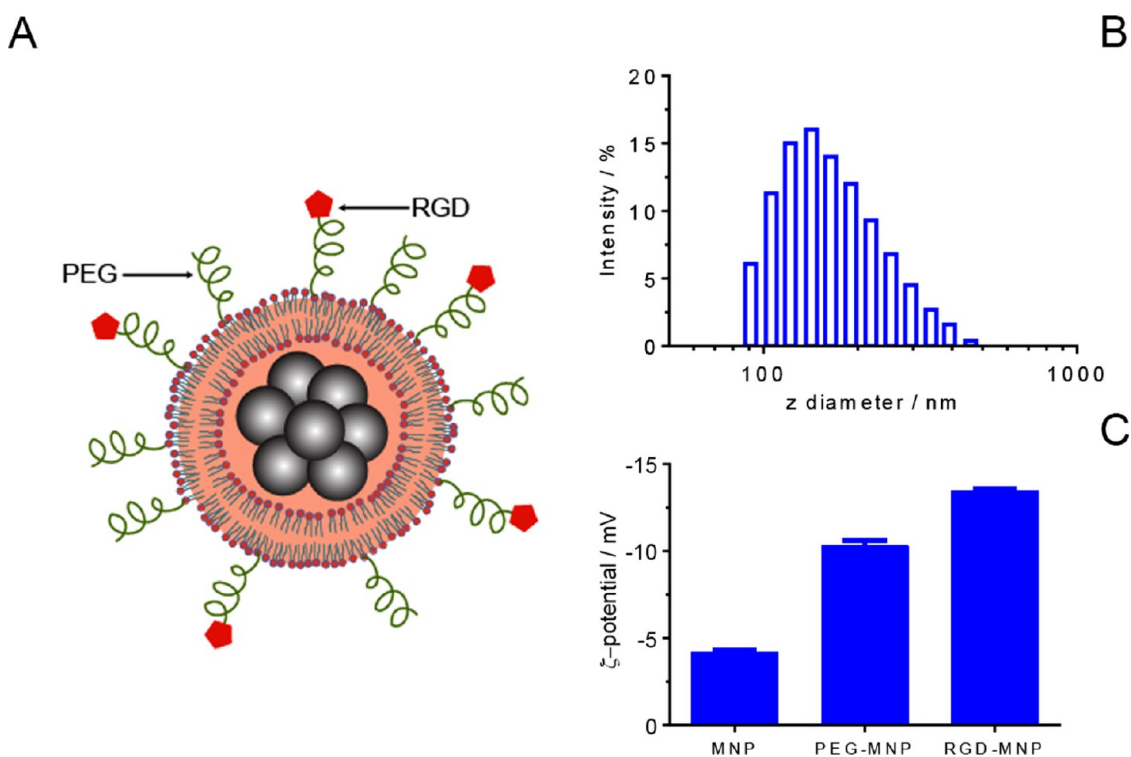 A
RGD
PEG
B
20
15
10
5
0
Intensity / %
100
1000
z diameter / nm
C
-15
-10
-5
0
ζ-potential / mV
MNP
PEG-MNP
RGD-MNP